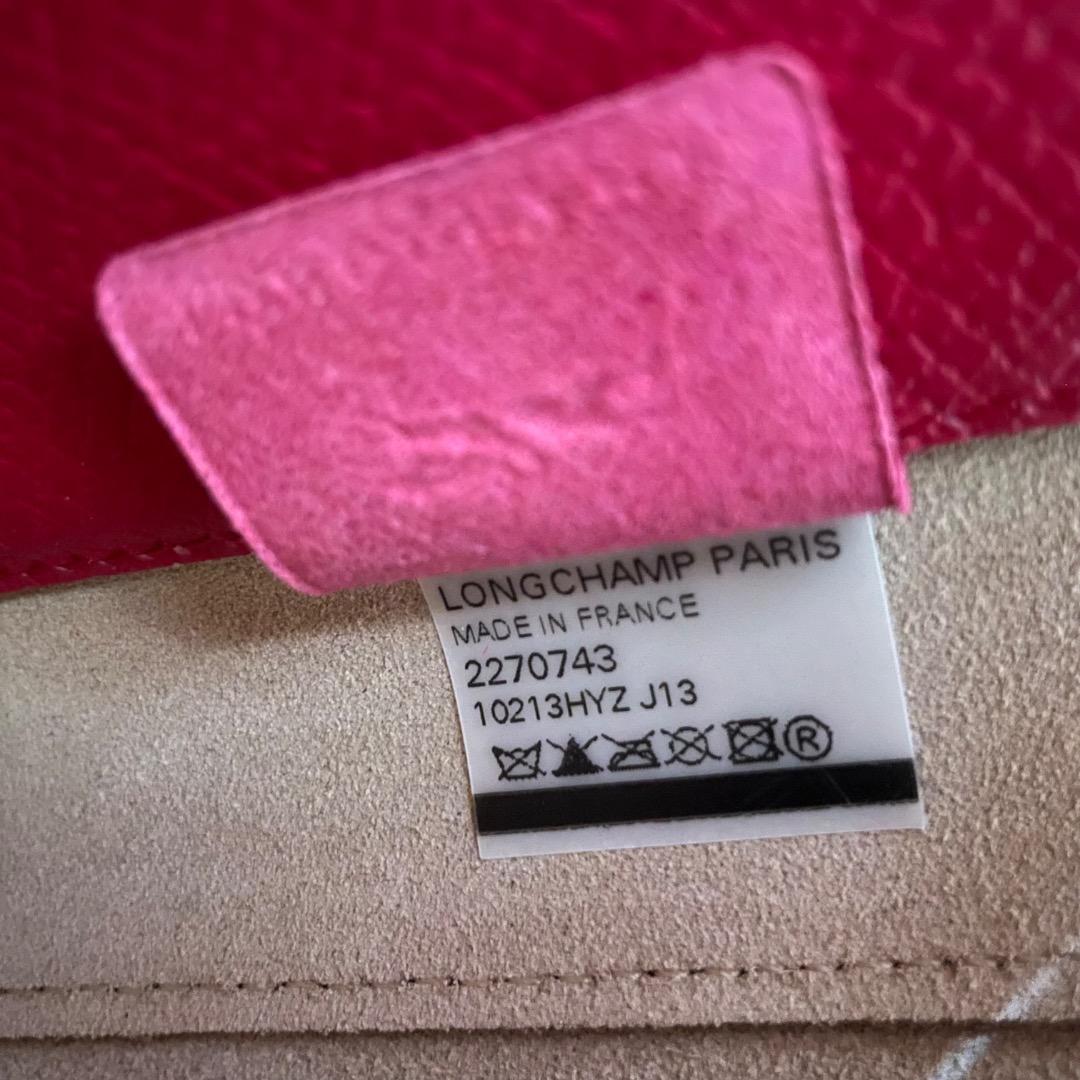 LONGCHAMP PARIS
MADE IN FRANCE
2270743
10213HYZ J13
®